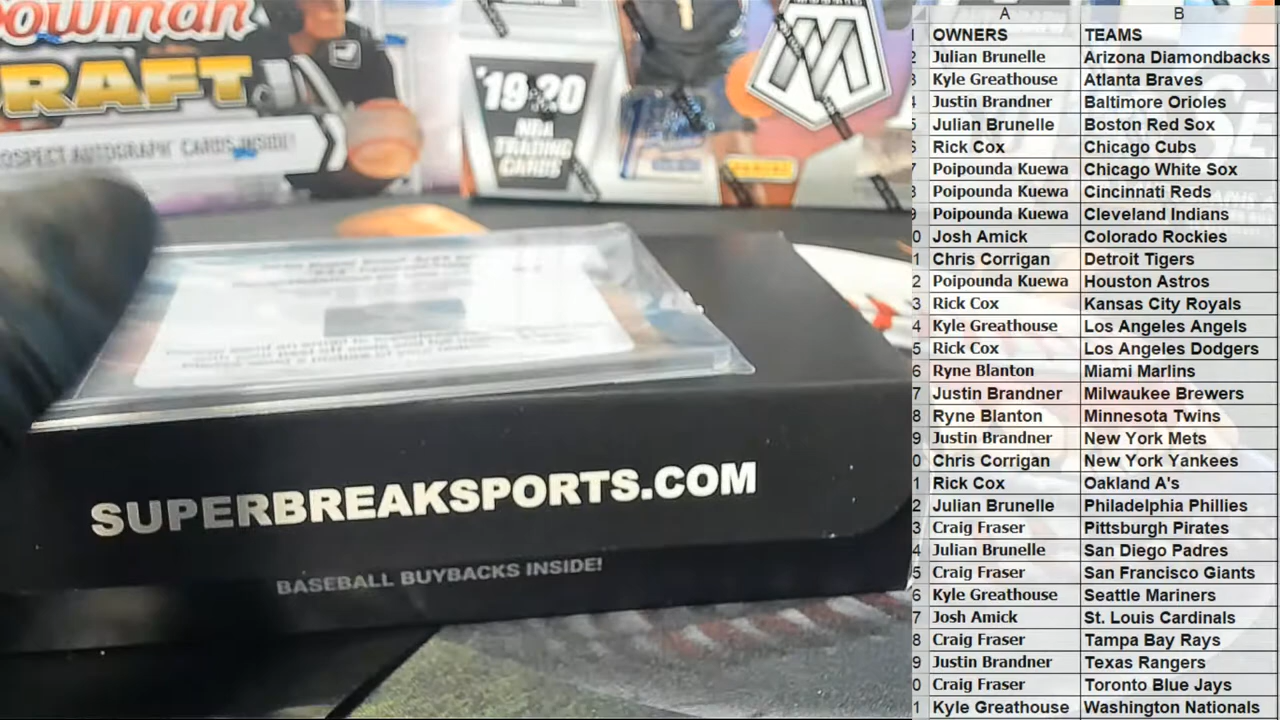 Bowman
DRAFT
PROSPECT AUTOGRAPH CARDS INSIDE!
'19-20
NBA
TRADING
CARDS
PANINI
SUPERBREAKSPORTS.COM
BASEBALL BUYBACKS INSIDE!
A B
OWNERS TEAMS
Julian Brunelle Arizona Diamondbacks
Kyle Greathouse Atlanta Braves
Justin Brandner Baltimore Orioles
Julian Brunelle Boston Red Sox
Rick Cox Chicago Cubs
Poipounda Kuewa Chicago White Sox
Poipounda Kuewa Cincinnati Reds
Poipounda Kuewa Cleveland Indians
Josh Amick Colorado Rockies
Chris Corrigan Detroit Tigers
Poipounda Kuewa Houston Astros
Rick Cox Kansas City Royals
Kyle Greathouse Los Angeles Angels
Rick Cox Los Angeles Dodgers
Ryne Blanton Miami Marlins
Justin Brandner Milwaukee Brewers
Ryne Blanton Minnesota Twins
Justin Brandner New York Mets
Chris Corrigan New York Yankees
Rick Cox Oakland A's
Julian Brunelle Philadelphia Phillies
Craig Fraser Pittsburgh Pirates
Julian Brunelle San Diego Padres
Craig Fraser San Francisco Giants
Kyle Greathouse Seattle Mariners
Josh Amick St. Louis Cardinals
Craig Fraser Tampa Bay Rays
Justin Brandner Texas Rangers
Craig Fraser Toronto Blue Jays
Kyle Greathouse Washington Nationals